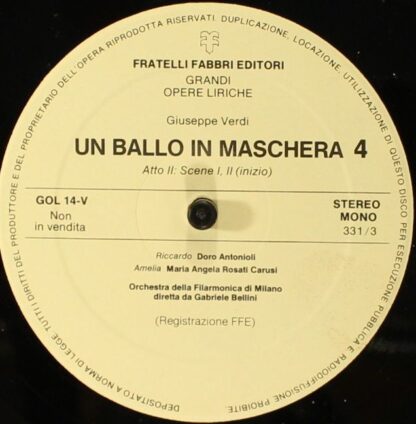 DEPOSITATO A NORMA DI LEGGE. TUTTI I DIRITTI DEL PRODUTTORE E DEL PROPRIETARIO DELL'OPERA RIPRODOTTA RISERVATI. DUPLICAZIONE, LOCAZIONE, UTILIZZAZIONE DI QUESTO DISCO PER ESECUZIONE PUBBLICA E RADIODIFFUSIONE PROIBITE
FRATELLI FABBRI EDITORI
GRANDI
OPERE LIRICHE
Giuseppe Verdi
UN BALLO IN MASCHERA 4
Atto II: Scene I, II (inizio)
GOL 14-V
Non
in vendita
STEREO
MONO
331/3
Riccardo Doro Antonioli
Amelia Maria Angela Rosati Carusi
Orchestra della Filarmonica di Milano
diretta da Gabriele Bellini
(Registrazione FFE)